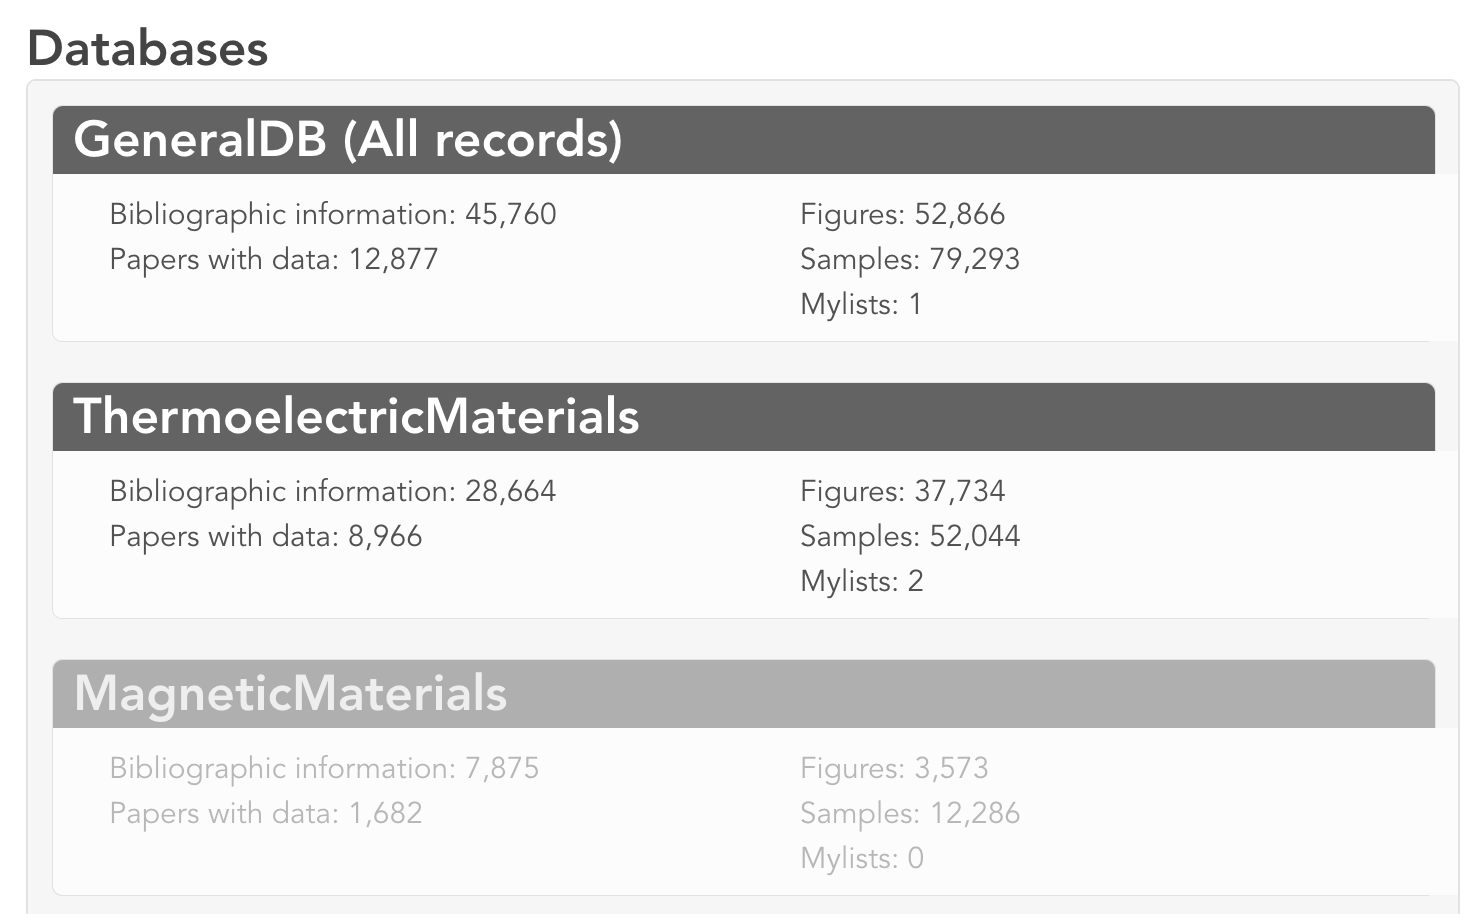 Databases
GeneralDB (All records)
Bibliographic information: 45,760
Papers with data: 12,877
Figures: 52,866
Samples: 79,293
Mylists: 1
ThermoelectricMaterials
Bibliographic information: 28,664
Papers with data: 8,966
Figures: 37,734
Samples: 52,044
Mylists: 2
MagneticMaterials
Bibliographic information: 7,875
Papers with data: 1,682
Figures: 3,573
Samples: 12,286
Mylists: 0